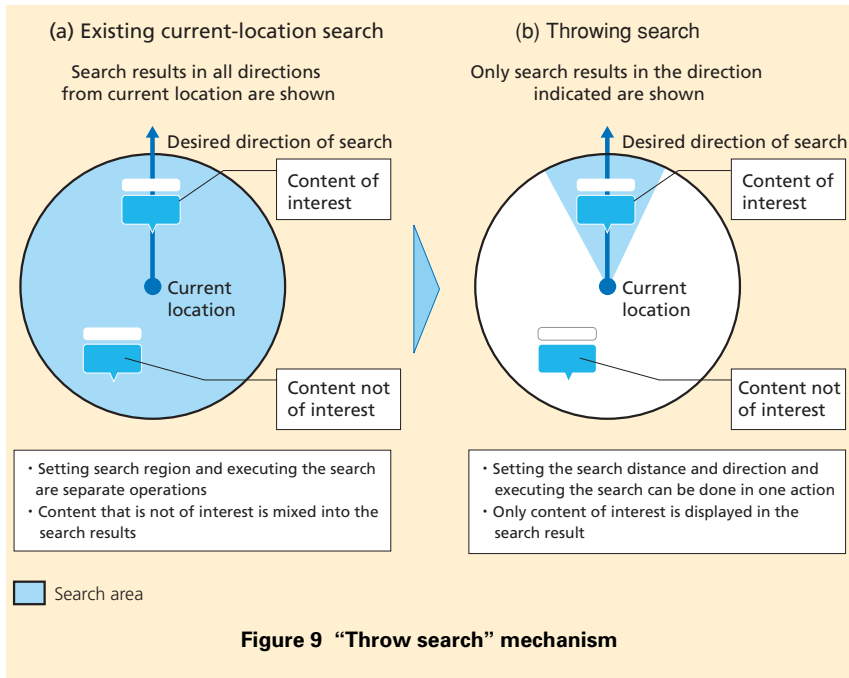 (a) Existing current-location search
Search results in all directions
from current location are shown
Desired direction of search
Content of
interest
Current
location
Content not
of interest
・Setting search region and executing the search
are separate operations
・Content that is not of interest is mixed into the
search results
(b) Throwing search
Only search results in the direction
indicated are shown
Desired direction of search
Content of
interest
Current
location
Content not
of interest
・Setting the search distance and direction and
executing the search can be done in one action
・Only content of interest is displayed in the
search result
Search area
Figure 9 “Throw search” mechanism